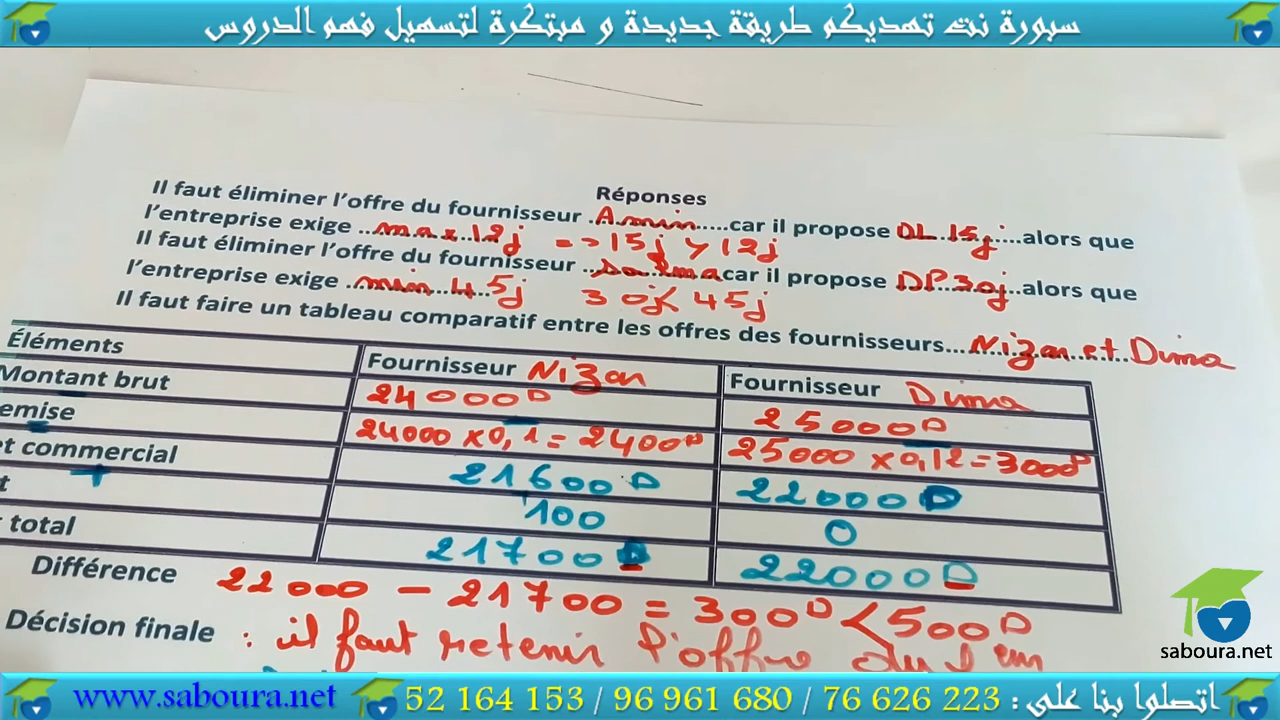 سبورة نت تهديكم طريقة جديدة و مبتكرة لتسهيل فهم الدروس
Réponses
Il faut éliminer l'offre du fournisseur ..Amin.....car il propose DL 15j....alors que
l'entreprise exige ...max 12j => 15j > 12j
Il faut éliminer l'offre du fournisseur ...Salma car il propose DP 30j..alors que
l'entreprise exige ...min 45j 30j < 45j
Il faut faire un tableau comparatif entre les offres des fournisseurs....Nizar et Dima
Éléments Fournisseur Nizar Fournisseur Dima
Montant brut 24000D 25000D
emise 24000 x 0,1 = 2400D 25000 x 0,12 = 3000D
et commercial 21600D 22000D
t 100 0
total 21700D 22000D
Différence 22000 - 21700 = 300D < 500D
Décision finale : il faut retenir l'offre du
saboura.net
www.saboura.net
اتصلوا بنا على : 52 164 153 / 96 961 680 / 76 626 223